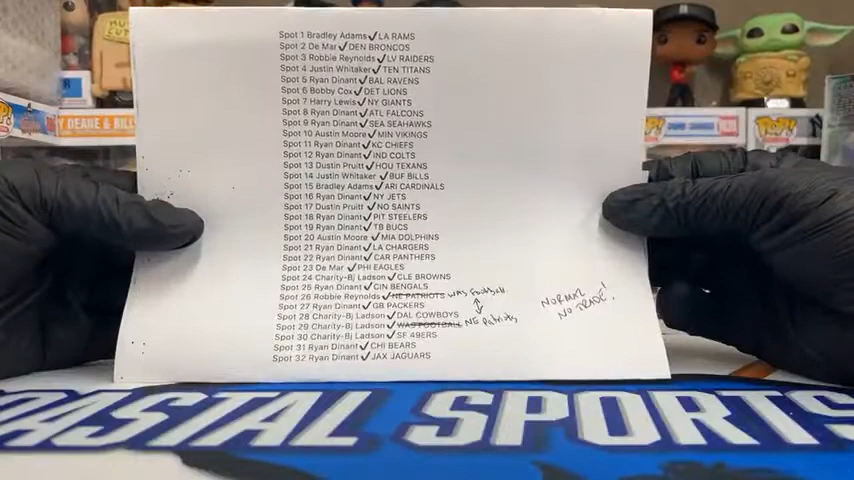 Spot 1 Bradley Adams✓LA RAMS
Spot 2 De Mar✓DEN BRONCOS
Spot 3 Robbie Reynolds✓LV RAIDERS
Spot 4 Justin Whitaker✓TEN TITANS
Spot 5 Ryan Dinant✓BAL RAVENS
Spot 6 Bobby Cox✓DET LIONS
Spot 7 Harry Lewis✓NY GIANTS
Spot 8 Ryan Dinant✓ATL FALCONS
Spot 9 Ryan Dinant✓SEA SEAHAWKS
Spot 10 Austin Moore✓MIN VIKINGS
Spot 11 Ryan Dinant✓KC CHIEFS
Spot 12 Ryan Dinant✓IND COLTS
Spot 13 Dustin Pruitt✓HOU TEXANS
Spot 14 Justin Whitaker✓BUF BILLS
Spot 15 Bradley Adams✓ARI CARDINALS
Spot 16 Ryan Dinant✓NY JETS
Spot 17 Dustin Pruitt✓NO SAINTS
Spot 18 Ryan Dinant✓PIT STEELERS
Spot 19 Ryan Dinant✓TB BUCS
Spot 20 Austin Moore✓MIA DOLPHINS
Spot 21 Ryan Dinant✓LA CHARGERS
Spot 22 Ryan Dinant✓CAR PANTHERS
Spot 23 De Mar✓PHI EAGLES
Spot 24 Charity-Bj Ladson✓CLE BROWNS
Spot 25 Ryan Dinant✓CIN BENGALS
Spot 26 Robbie Reynolds✓NE PATRIOTS WAS Football
Spot 27 Ryan Dinant✓GB PACKERS
Spot 28 Charity-Bj Ladson✓DAL COWBOYS
Spot 29 Charity-Bj Ladson✓WAS FOOTBALL NE Patriots
Spot 30 Charity-Bj Ladson✓SF 49ERS
Spot 31 Ryan Dinant✓CHI BEARS
Spot 32 Ryan Dinant✓JAX JAGUARS
NORMAL
NO TRADE!
COASTAL SPORTS